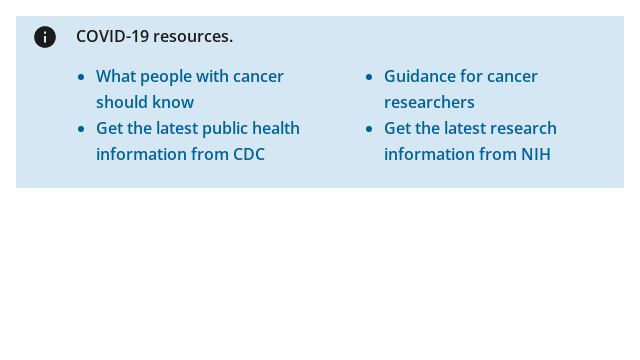 COVID-19 resources.
What people with cancer
should know
Get the latest public health
information from CDC
Guidance for cancer
researchers
Get the latest research
information from NIH